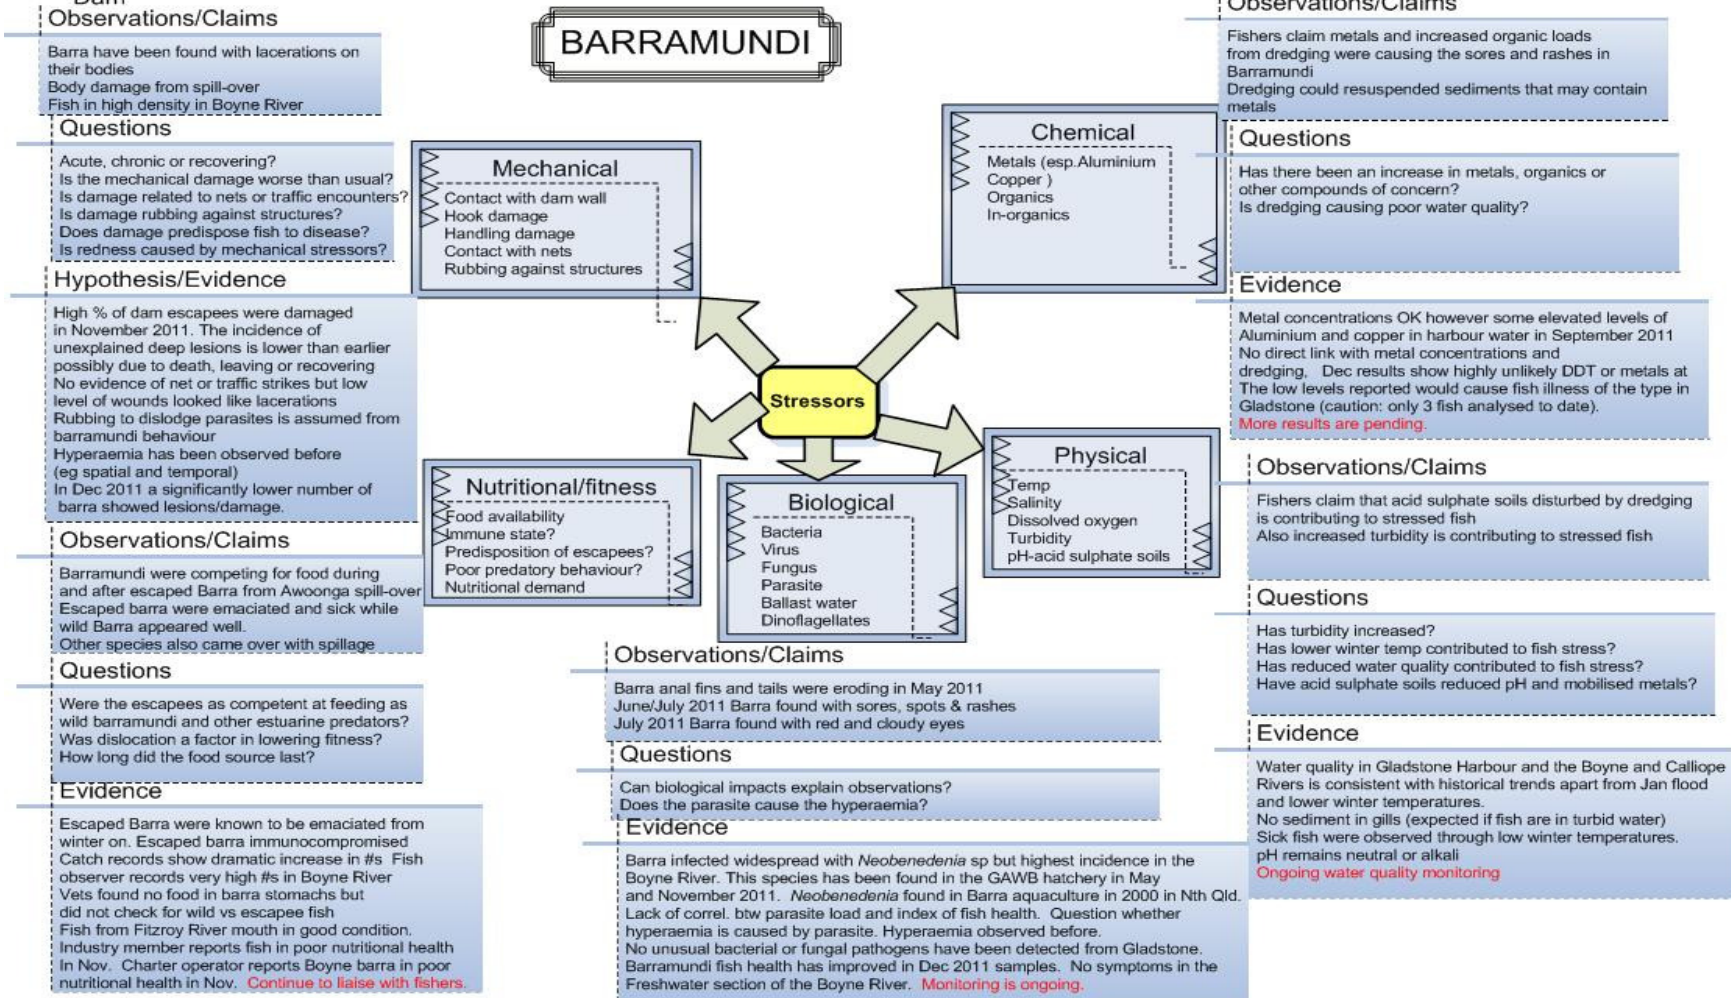 Dam
Observations/Claims
Barra have been found with lacerations on
their bodies
Body damage from spill-over
Fish in high density in Boyne River
Questions
Acute, chronic or recovering?
Is the mechanical damage worse than usual?
Is damage related to nets or traffic encounters?
Is damage rubbing against structures?
Does damage predispose fish to disease?
Is redness caused by mechanical stressors?
Hypothesis/Evidence
High % of dam escapees were damaged
in November 2011. The incidence of
unexplained deep lesions is lower than earlier
possibly due to death, leaving or recovering
No evidence of net or traffic strikes but low
level of wounds looked like lacerations
Rubbing to dislodge parasites is assumed from
barramundi behaviour
Hyperaemia has been observed before
(eg spatial and temporal)
In Dec 2011 a significantly lower number of
barra showed lesions/damage.
Observations/Claims
Barramundi were competing for food during
and after escaped Barra from Awoonga spill-over
Escaped barra were emaciated and sick while
wild Barra appeared well.
Other species also came over with spillage
Questions
Were the escapees as competent at feeding as
wild barramundi and other estuarine predators?
Was dislocation a factor in lowering fitness?
How long did the food source last?
Evidence
Escaped Barra were known to be emaciated from
winter on. Escaped barra immunocompromised
Catch records show dramatic increase in #s Fish
observer records very high #s in Boyne River
Vets found no food in barra stomachs but
did not check for wild vs escapee fish
Fish from Fitzroy River mouth in good condition.
Industry member reports fish in poor nutritional health
In Nov. Charter operator reports Boyne barra in poor
nutritional health in Nov. Continue to liaise with fishers.
BARRAMUNDI
Mechanical
Contact with dam wall
Hook damage
Handling damage
Contact with nets
Rubbing against structures
Chemical
Metals (esp.Aluminium
Copper )
Organics
In-organics
Stressors
Nutritional/fitness
Food availability
Immune state?
Predisposition of escapees?
Poor predatory behaviour?
Nutritional demand
Biological
Bacteria
Virus
Fungus
Parasite
Ballast water
Dinoflagellates
Physical
Temp
Salinity
Dissolved oxygen
Turbidity
pH-acid sulphate soils
Observations/Claims
Barra anal fins and tails were eroding in May 2011
June/July 2011 Barra found with sores, spots & rashes
July 2011 Barra found with red and cloudy eyes
Questions
Can biological impacts explain observations?
Does the parasite cause the hyperaemia?
Evidence
Barra infected widespread with Neobenedenia sp but highest incidence in the
Boyne River. This species has been found in the GAWB hatchery in May
and November 2011. Neobenedenia found in Barra aquaculture in 2000 in Nth Qld.
Lack of correl. btw parasite load and index of fish health. Question whether
hyperaemia is caused by parasite. Hyperaemia observed before.
No unusual bacterial or fungal pathogens have been detected from Gladstone.
Barramundi fish health has improved in Dec 2011 samples. No symptoms in the
Freshwater section of the Boyne River. Monitoring is ongoing.
Observations/Claims
Fishers claim metals and increased organic loads
from dredging were causing the sores and rashes in
Barramundi
Dredging could resuspended sediments that may contain
metals
Questions
Has there been an increase in metals, organics or
other compounds of concern?
Is dredging causing poor water quality?
Evidence
Metal concentrations OK however some elevated levels of
Aluminium and copper in harbour water in September 2011
No direct link with metal concentrations and
dredging, Dec results show highly unlikely DDT or metals at
The low levels reported would cause fish illness of the type in
Gladstone (caution: only 3 fish analysed to date).
More results are pending.
Observations/Claims
Fishers claim that acid sulphate soils disturbed by dredging
is contributing to stressed fish
Also increased turbidity is contributing to stressed fish
Questions
Has turbidity increased?
Has lower winter temp contributed to fish stress?
Has reduced water quality contributed to fish stress?
Have acid sulphate soils reduced pH and mobilised metals?
Evidence
Water quality in Gladstone Harbour and the Boyne and Calliope
Rivers is consistent with historical trends apart from Jan flood
and lower winter temperatures.
No sediment in gills (expected if fish are in turbid water)
Sick fish were observed through low winter temperatures.
pH remains neutral or alkali
Ongoing water quality monitoring